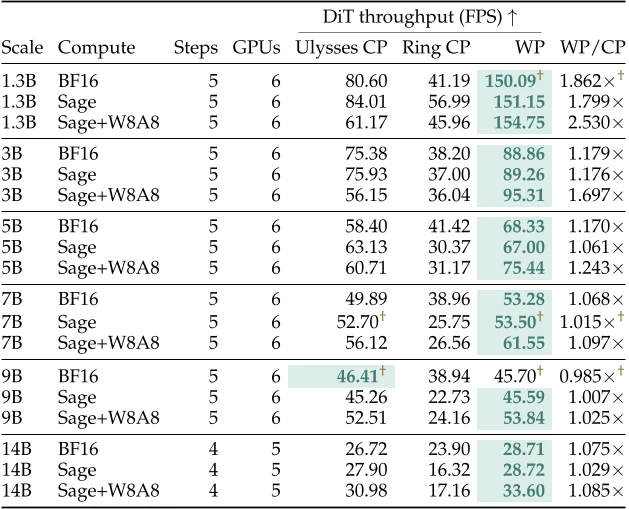 DiT throughput (FPS) ↑
Scale Compute Steps GPUs Ulysses CP Ring CP WP WP/CP
1.3B BF16 5 6 80.60 41.19 150.09† 1.862×†
1.3B Sage 5 6 84.01 56.99 151.15 1.799×
1.3B Sage+W8A8 5 6 61.17 45.96 154.75 2.530×
3B BF16 5 6 75.38 38.20 88.86 1.179×
3B Sage 5 6 75.93 37.00 89.26 1.176×
3B Sage+W8A8 5 6 56.15 36.04 95.31 1.697×
5B BF16 5 6 58.40 41.42 68.33 1.170×
5B Sage 5 6 63.13 30.37 67.00 1.061×
5B Sage+W8A8 5 6 60.71 31.17 75.44 1.243×
7B BF16 5 6 49.89 38.96 53.28 1.068×
7B Sage 5 6 52.70† 25.75 53.50† 1.015×†
7B Sage+W8A8 5 6 56.12 26.56 61.55 1.097×
9B BF16 5 6 46.41† 38.94 45.70† 0.985×†
9B Sage 5 6 45.26 22.73 45.59 1.007×
9B Sage+W8A8 5 6 52.51 24.16 53.84 1.025×
14B BF16 4 5 26.72 23.90 28.71 1.075×
14B Sage 4 5 27.90 16.32 28.72 1.029×
14B Sage+W8A8 4 5 30.98 17.16 33.60 1.085×